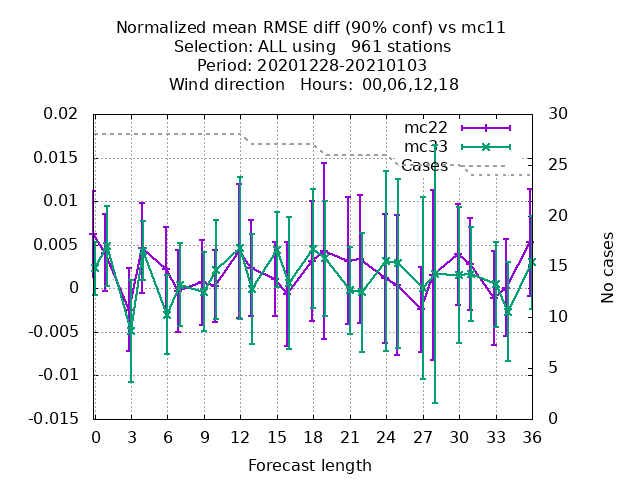 Normalized mean RMSE diff (90% conf) vs mc11
Selection: ALL using   961 stations
Period: 20201228-20210103
Wind direction   Hours:  00,06,12,18
0.02
0.015
0.01
0.005
0
-0.005
-0.01
-0.015
30
25
20
15
10
5
0
mc22
mc33
Cases
No cases
0 3 6 9 12 15 18 21 24 27 30 33 36
Forecast length